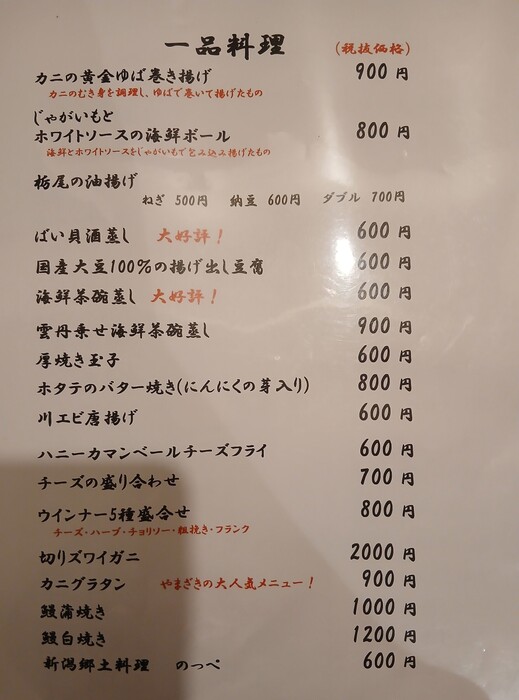 一品料理 (税抜価格)
カニの黄金ゆば巻き揚げ 900円
カニのむき身を調理し、ゆばで巻いて揚げたもの
じゃがいもと
ホワイトソースの海鮮ボール 800円
海鮮とホワイトソースをじゃがいもで包み込み揚げたもの
栃尾の油揚げ
ねぎ 500円 納豆 600円 ダブル 700円
ばい貝酒蒸し 大好評! 600円
国産大豆100%の揚げ出し豆腐 600円
海鮮茶碗蒸し 大好評! 600円
雲丹乗せ海鮮茶碗蒸し 900円
厚焼き玉子 600円
ホタテのバター焼き(にんにくの芽入り) 800円
川エビ唐揚げ 600円
ハニーカマンベールチーズフライ 600円
チーズの盛り合わせ 700円
ウインナー5種盛合せ 800円
チーズ・ハーブ・チョリソー・粗挽き・フランク
切りズワイガニ 2000円
カニグラタン やまざきの大人気メニュー! 900円
鰻蒲焼き 1000円
鰻白焼き 1200円
新潟郷土料理 のっぺ 600円